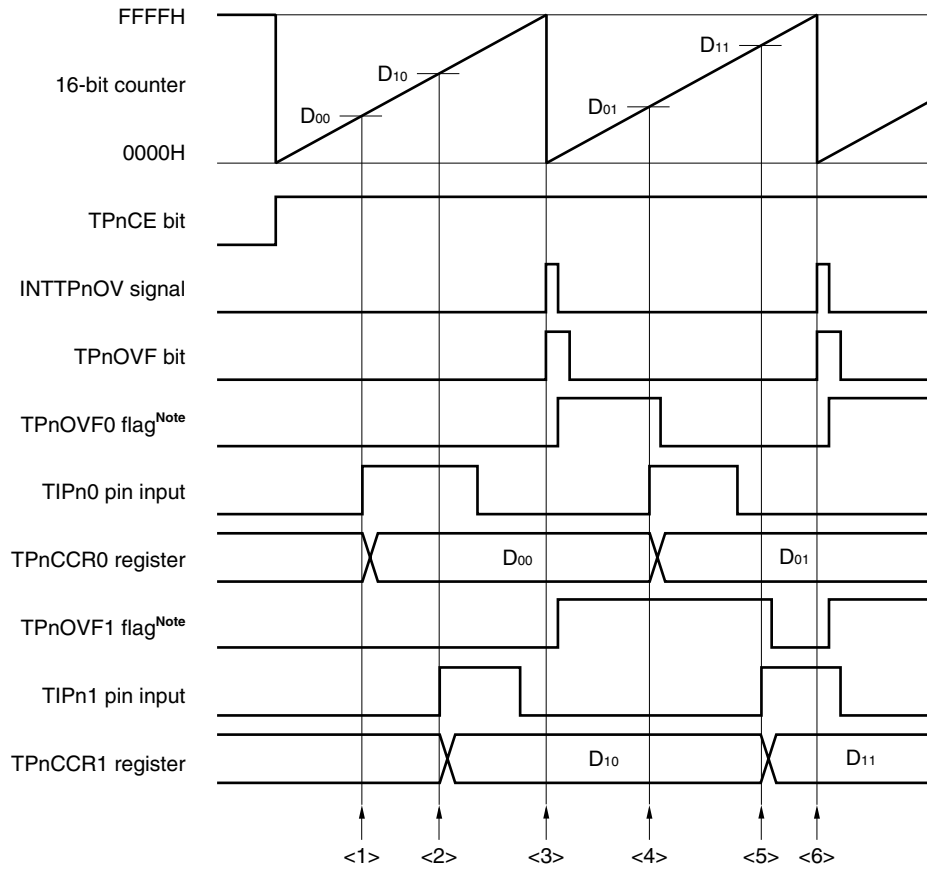 FFFFH
D11
D10
16-bit counter
D01
D00
0000H
TPnCE bit
INTTPnOV signal
TPnOVF bit
TPnOVF0 flagNote
TIPn0 pin input
TPnCCR0 register
D00
D01
TPnOVF1 flagNote
TIPn1 pin input
TPnCCR1 register
D10
D11
<1> <2> <3> <4> <5> <6>